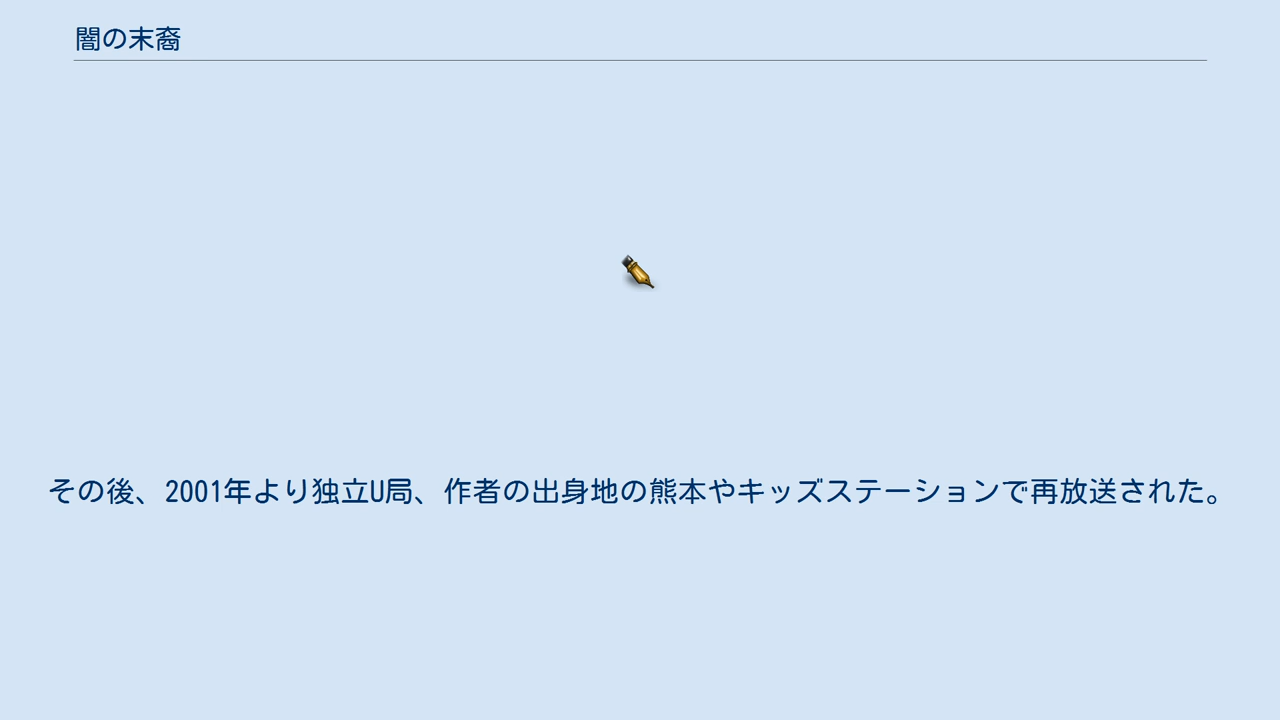 闇の末裔
その後、2001年より独立U局、作者の出身地の熊本やキッズステーションで再放送された。